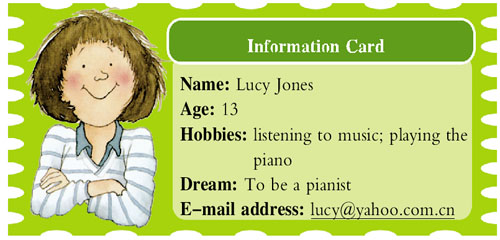 Information Card
Name: Lucy Jones
Age: 13
Hobbies: listening to music; playing the
piano
Dream: To be a pianist
E-mail address: lucy@yahoo.com.cn